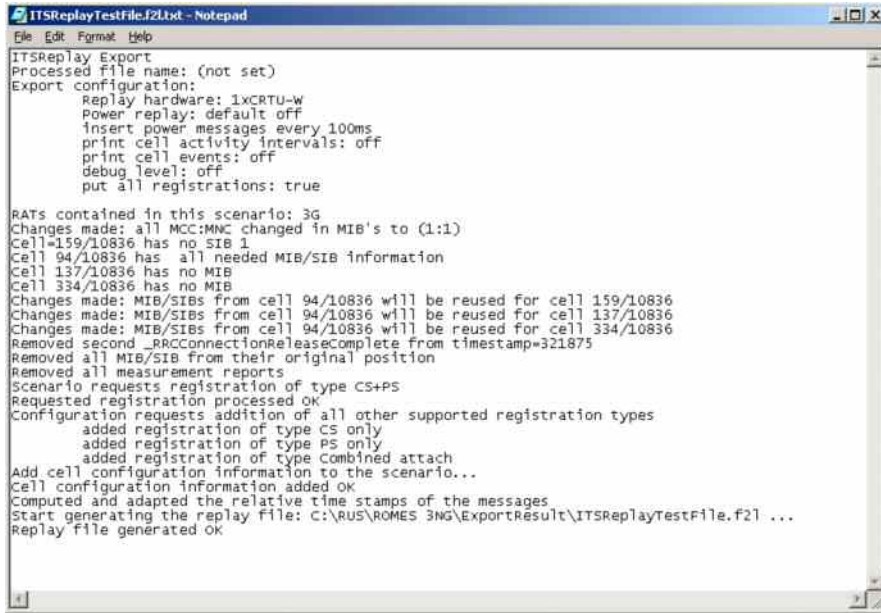 ITSReplayTestFile.f2l.txt - Notepad
File Edit Format Help
ITSReplay Export
Processed file name: (not set)
Export configuration:
Replay hardware: 1xCRTU-W
Power replay: default off
insert power messages every 100ms
print cell activity intervals: off
print cell events: off
debug level: off
put all registrations: true
RATs contained in this scenario: 3G
Changes made: all MCC:MNC changed in MIB's to (1:1)
Cell=159/10836 has no SIB 1
Cell 94/10836 has  all needed MIB/SIB information
Cell 137/10836 has no MIB
Cell 334/10836 has no MIB
Changes made: MIB/SIBs from cell 94/10836 will be reused for cell 159/10836
Changes made: MIB/SIBs from cell 94/10836 will be reused for cell 137/10836
Changes made: MIB/SIBs from cell 94/10836 will be reused for cell 334/10836
Removed second _RRCConnectionReleaseComplete from timestamp=321875
Removed all MIB/SIB from their original position
Removed all measurement reports
Scenario requests registration of type CS+PS
Requested registration processed OK
Configuration requests addition of all other supported registration types
added registration of type CS only
added registration of type PS only
added registration of type Combined attach
Add cell configuration information to the scenario...
Cell configuration information added OK
Computed and adapted the relative time stamps of the messages
Start generating the replay file: C:\RUS\ROMES 3NG\ExportResult\ITSReplayTestFile.f2l ...
Replay file generated OK